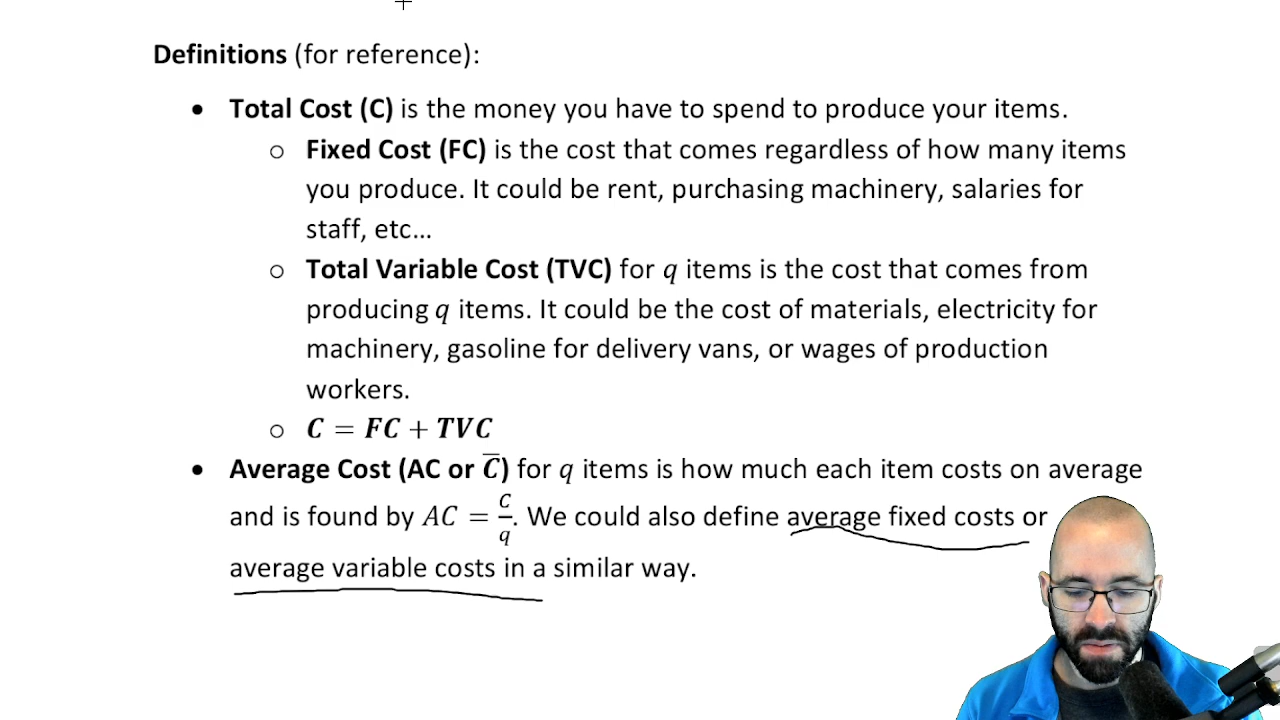 Definitions (for reference):
• Total Cost (C) is the money you have to spend to produce your items.
o Fixed Cost (FC) is the cost that comes regardless of how many items
you produce. It could be rent, purchasing machinery, salaries for
staff, etc...
o Total Variable Cost (TVC) for q items is the cost that comes from
producing q items. It could be the cost of materials, electricity for
machinery, gasoline for delivery vans, or wages of production
workers.
o C = FC + TVC
• Average Cost (AC or C̅) for q items is how much each item costs on average
and is found by AC = C/q. We could also define average fixed costs or
average variable costs in a similar way.